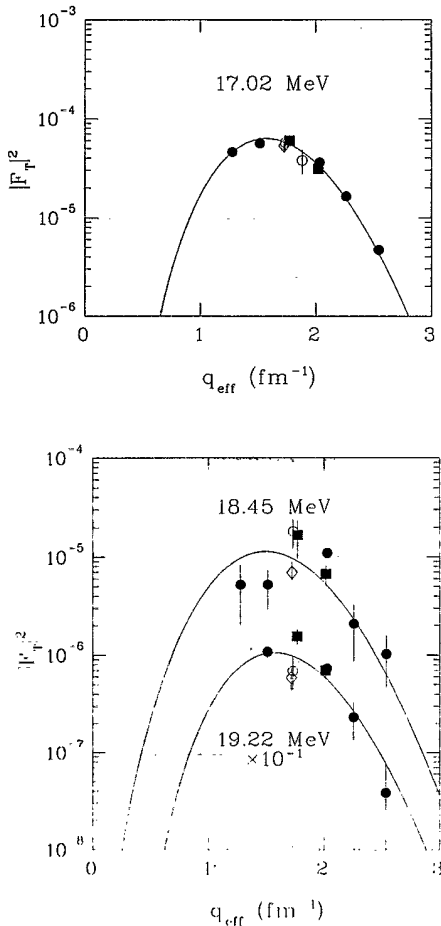 10⁻³
17.02 MeV
10⁻⁴
|F_T|²
10⁻⁵
10⁻⁶
0 1 2 3
q_eff (fm⁻¹)
10⁻⁴
18.45 MeV
10⁻⁵
|F_T|²
10⁻⁶
19.22 MeV
×10⁻¹
10⁻⁷
10⁻⁸
0 1 2 3
q_eff (fm⁻¹)